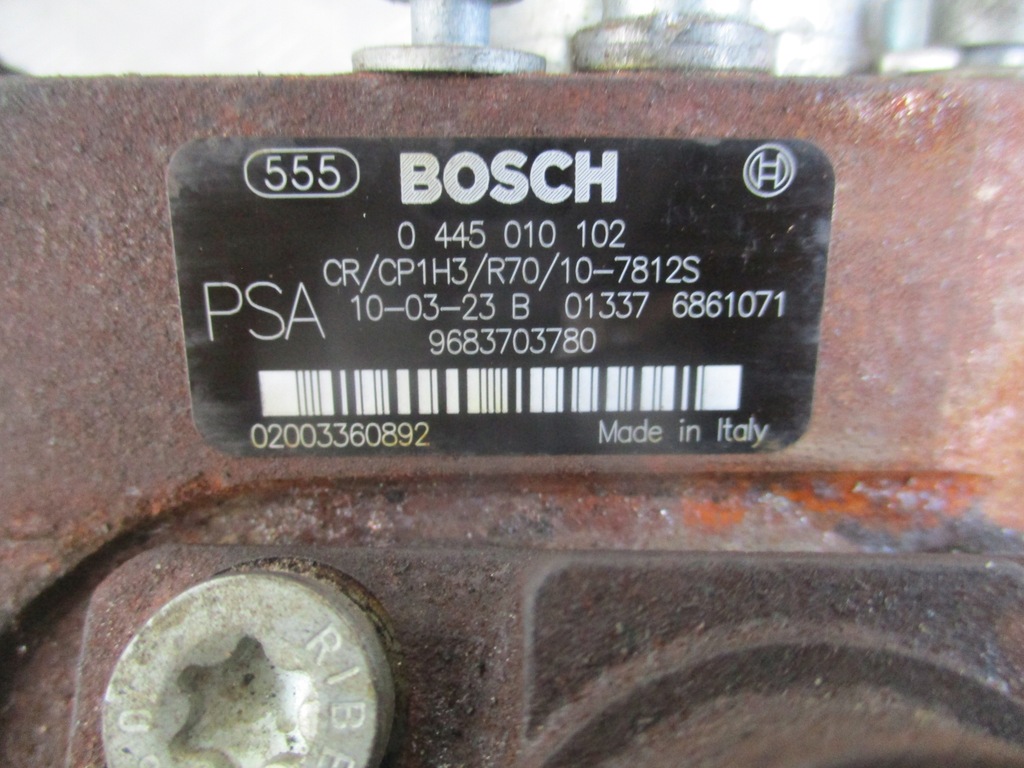 555 BOSCH
0 445 010 102
CR/CP1H3/R70/10-7812S
PSA 10-03-23 B 01337 6861071
9683703780
02003360892 Made in Italy
RIBE